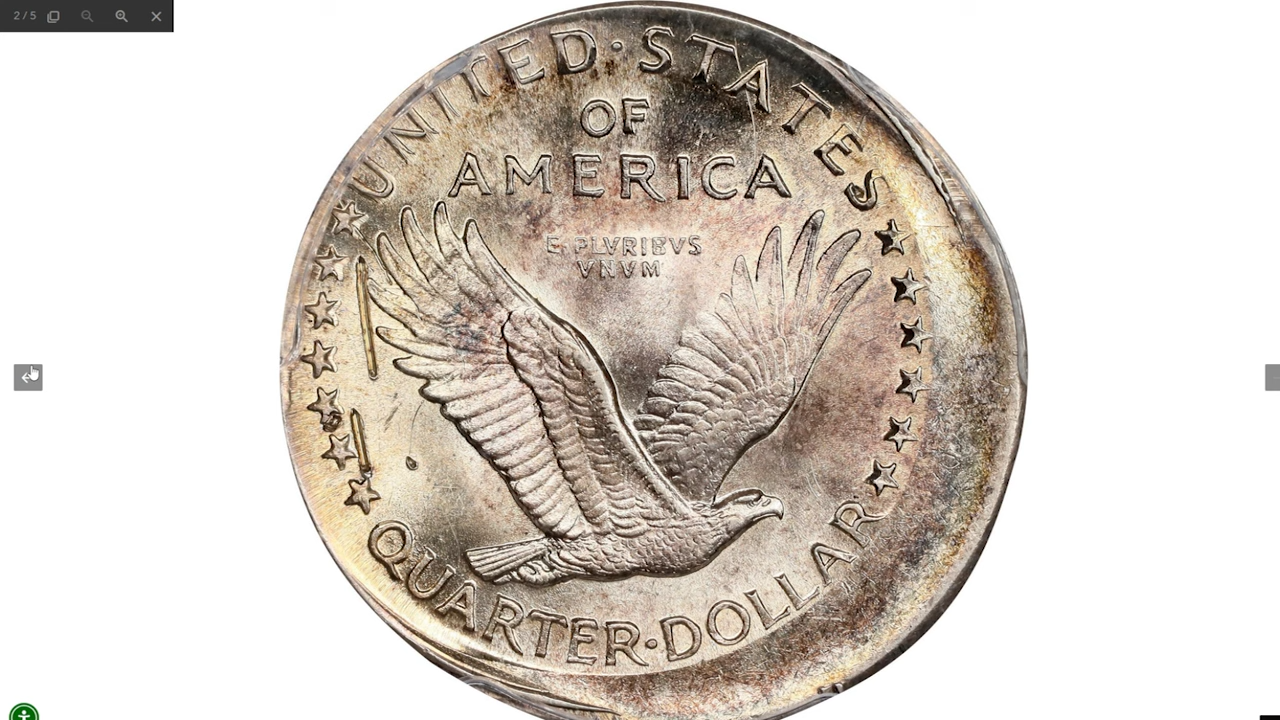 2 / 5
UNITED·STATES
OF
AMERICA
E·PLVRIBVS
VNVM
QUARTER·DOLLAR